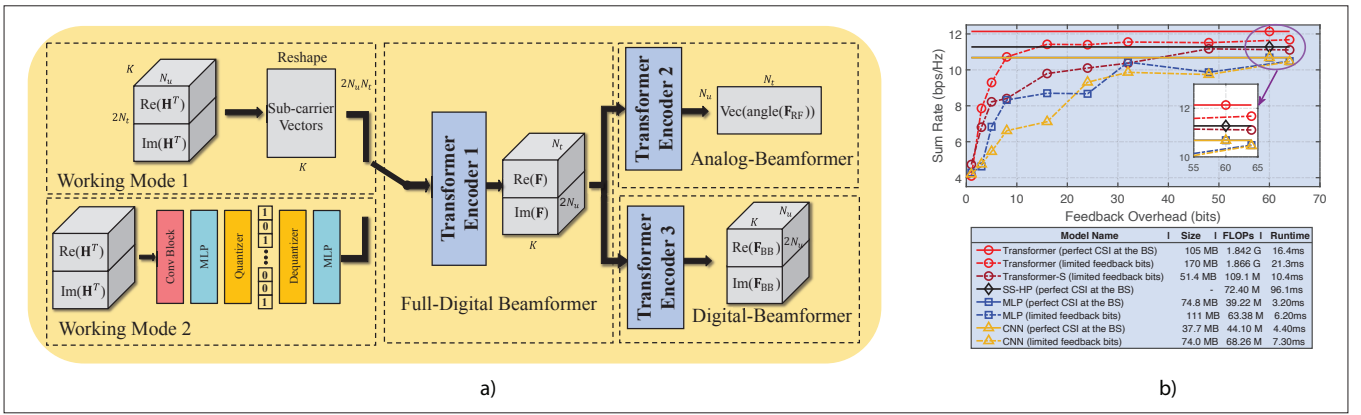 K
N_u
Re(H^T)
2N_t
Im(H^T)
Reshape
2N_uN_t
Sub-carrier
Vectors
K
Working Mode 1
Re(H^T)
Im(H^T)
Conv Block
MLP
Quantizer
1
0
1
0
0
1
Dequantizer
MLP
Working Mode 2
Transformer
Encoder 1
N_t
Re(F)
Im(F)
2N_u
K
Full-Digital Beamformer
Transformer
Encoder 2
N_t
N_u
Vec(angle(F_RF))
Analog-Beamformer
Transformer
Encoder 3
K
N_u
Re(F_BB)
2N_u
Im(F_BB)
Digital-Beamformer
a)
Sum Rate (bps/Hz)
12
10
8
6
4
12
10
55 60 65
0 10 20 30 40 50 60 70
Feedback Overhead (bits)
Model Name | Size | FLOPs | Runtime
Transformer (perfect CSI at the BS) 105 MB 1.842 G 16.4ms
Transformer (limited feedback bits) 170 MB 1.866 G 21.3ms
Transformer-S (limited feedback bits) 51.4 MB 109.1 M 10.4ms
SS-HP (perfect CSI at the BS) - 72.40 M 96.1ms
MLP (perfect CSI at the BS) 74.8 MB 39.22 M 3.20ms
MLP (limited feedback bits) 111 MB 63.38 M 6.20ms
CNN (perfect CSI at the BS) 37.7 MB 44.10 M 4.40ms
CNN (limited feedback bits) 74.0 MB 68.26 M 7.30ms
b)